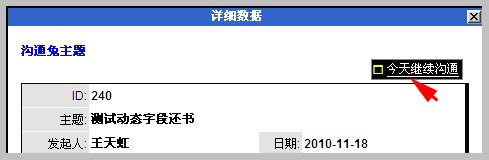 详细数据
沟通兔主题
今天继续沟通
ID: 240
主题: 测试动态字段还书
发起人: 王天虹 日期: 2010-11-18